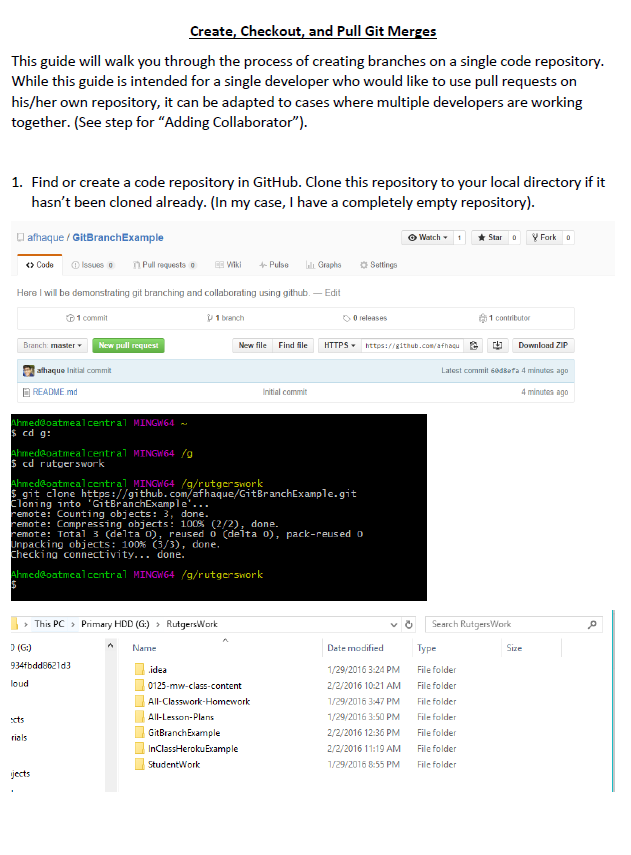 Create, Checkout, and Pull Git Merges
This guide will walk you through the process of creating branches on a single code repository.
While this guide is intended for a single developer who would like to use pull requests on
his/her own repository, it can be adapted to cases where multiple developers are working
together. (See step for “Adding Collaborator”).
1. Find or create a code repository in GitHub. Clone this repository to your local directory if it
hasn’t been cloned already. (In my case, I have a completely empty repository).
afhaque / GitBranchExample Watch 1 Star 0 Fork 0
Code Issues 0 Pull requests 0 Wiki Pulse Graphs Settings
Here I will be demonstrating git branching and collaborating using github. — Edit
1 commit 1 branch 0 releases 1 contributor
Branch: master New pull request New file Find file HTTPS https://github.com/afhaqu Download ZIP
afhaque Initial commit Latest commit 60d8efa 4 minutes ago
README.md Initial commit 4 minutes ago
Ahmed@oatmealcentral MINGW64 ~
$ cd g:
Ahmed@oatmealcentral MINGW64 /g
$ cd rutgerswork
Ahmed@oatmealcentral MINGW64 /g/rutgerswork
$ git clone https://github.com/afhaque/GitBranchExample.git
Cloning into 'GitBranchExample'...
remote: Counting objects: 3, done.
remote: Compressing objects: 100% (2/2), done.
remote: Total 3 (delta 0), reused 0 (delta 0), pack-reused 0
Unpacking objects: 100% (3/3), done.
Checking connectivity... done.
Ahmed@oatmealcentral MINGW64 /g/rutgerswork
$
> This PC > Primary HDD (G:) > RutgersWork Search RutgersWork
(G:) Name Date modified Type Size
934fbdd8621d3 .idea 1/29/2016 3:24 PM File folder
loud 0125-mw-class-content 2/2/2016 10:21 AM File folder
All-Classwork-Homework 1/29/2016 3:47 PM File folder
ects All-Lesson-Plans 1/29/2016 3:50 PM File folder
rials GitBranchExample 2/2/2016 12:36 PM File folder
InClassHerokuExample 2/2/2016 11:19 AM File folder
StudentWork 1/29/2016 8:55 PM File folder
jects